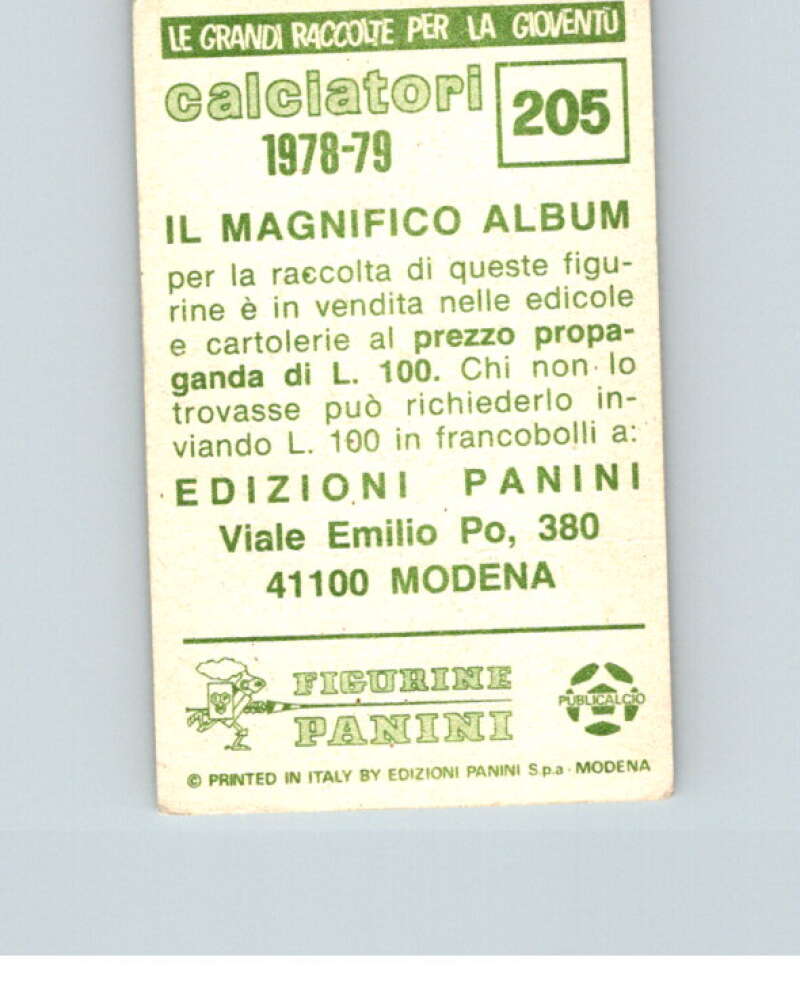 LE GRANDI RACCOLTE PER LA GIOVENTÙ
calciatori
205
1978-79
IL MAGNIFICO ALBUM
per la raccolta di queste figu-
rine è in vendita nelle edicole
e cartolerie al prezzo propa-
ganda di L. 100. Chi non lo
trovasse può richiederlo in-
viando L. 100 in francobolli a:
EDIZIONI PANINI
Viale Emilio Po, 380
41100 MODENA
FIGURINE
PANINI
PUBLICALCIO
© PRINTED IN ITALY BY EDIZIONI PANINI S.p.a - MODENA